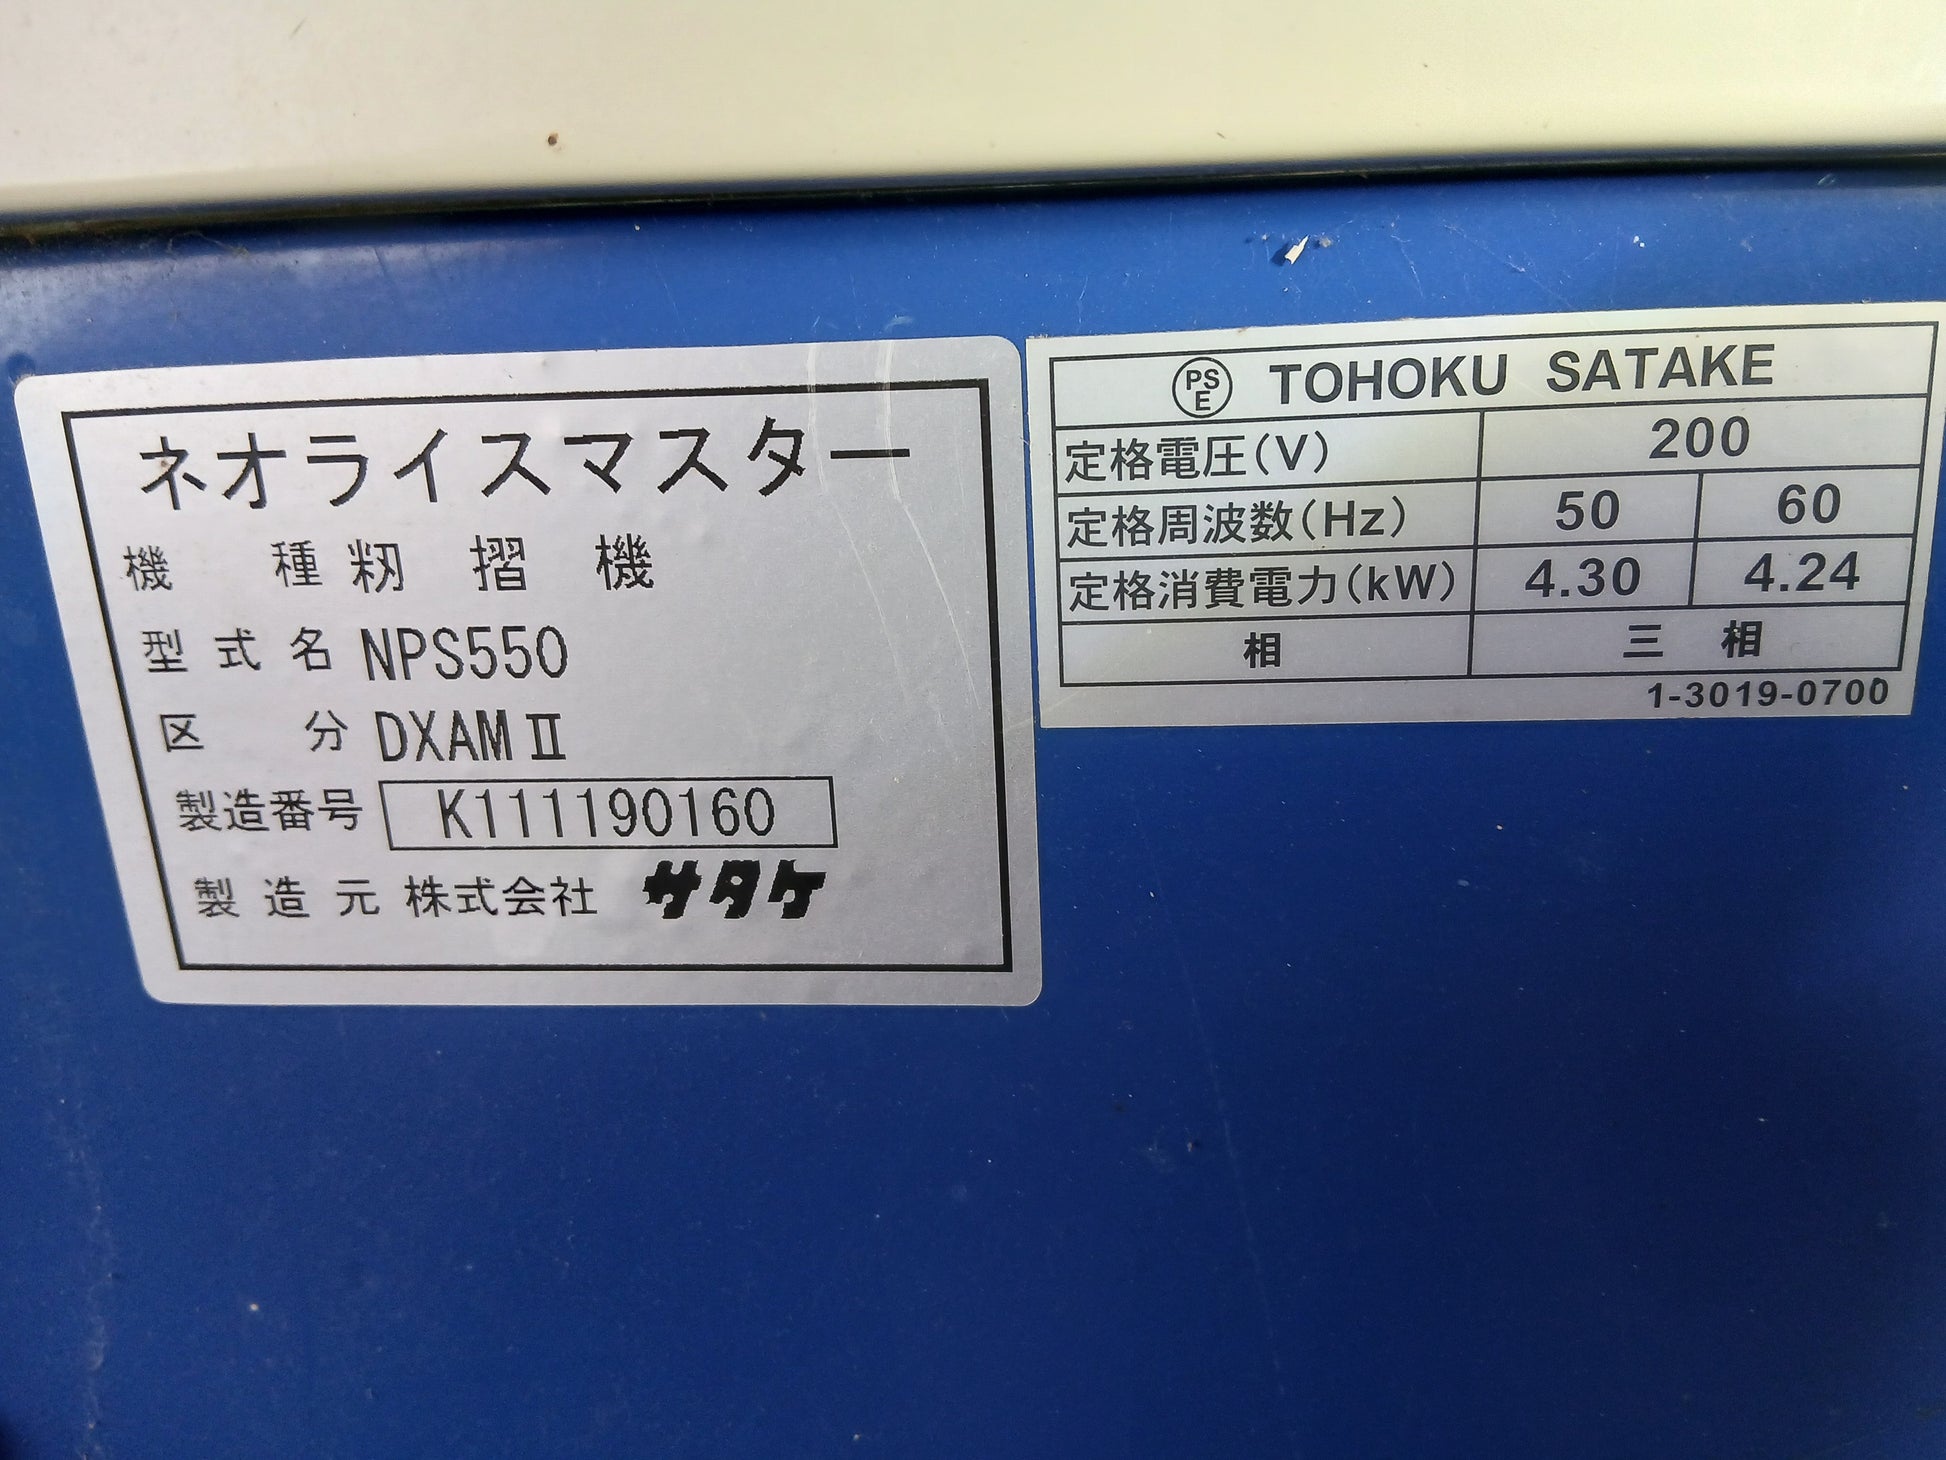 ネオライスマスター
機種 籾摺機
型式名 NPS550
区分 DXAMⅡ
製造番号 K111190160
製造元 株式会社 サタケ
PSE TOHOKU SATAKE
定格電圧(V) 200
定格周波数(Hz) 50 60
定格消費電力(kW) 4.30 4.24
相 三相
1-3019-0700